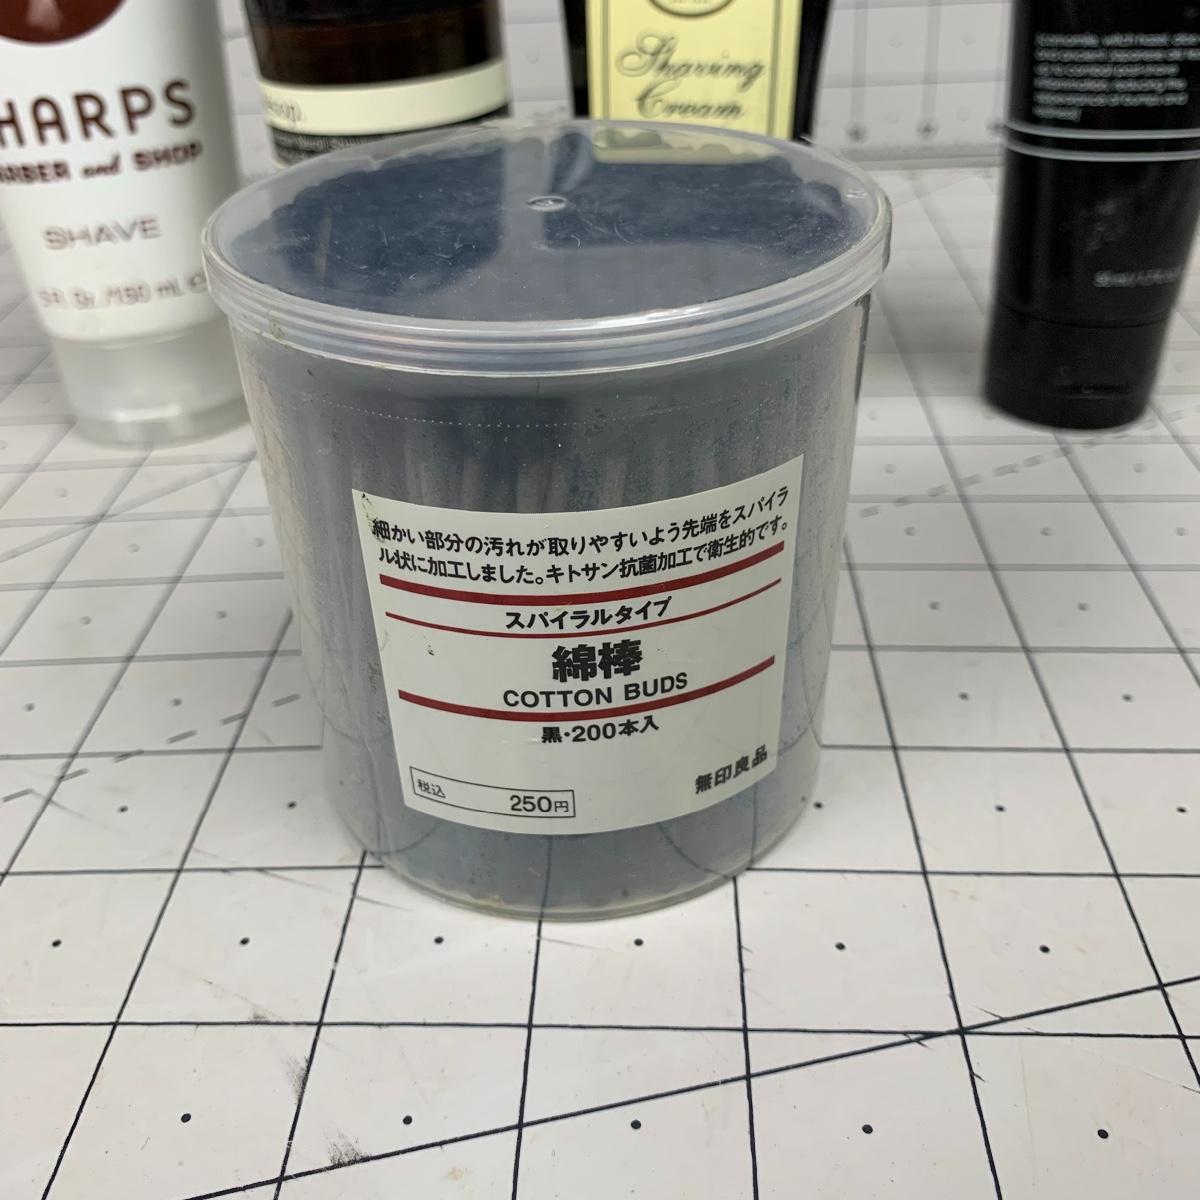 HARPS
BARBER and SHOP
SHAVE
Shaving
Cream
細かい部分の汚れが取りやすいよう先端をスパイラ
ル状に加工しました。キトサン抗菌加工で衛生的です。
スパイラルタイプ
綿棒
COTTON BUDS
黒・200本入
税込 250円
無印良品